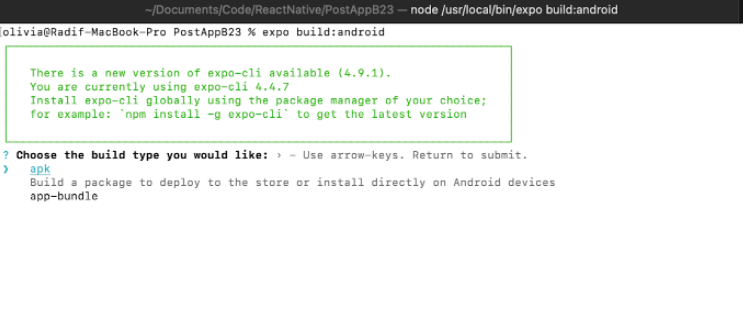 ~/Documents/Code/ReactNative/PostAppB23 — node /usr/local/bin/expo build:android
[olivia@Radif-MacBook-Pro PostAppB23 % expo build:android
There is a new version of expo-cli available (4.9.1).
You are currently using expo-cli 4.4.7
Install expo-cli globally using the package manager of your choice;
for example: `npm install -g expo-cli` to get the latest version
? Choose the build type you would like: › - Use arrow-keys. Return to submit.
❯ apk
Build a package to deploy to the store or install directly on Android devices
app-bundle